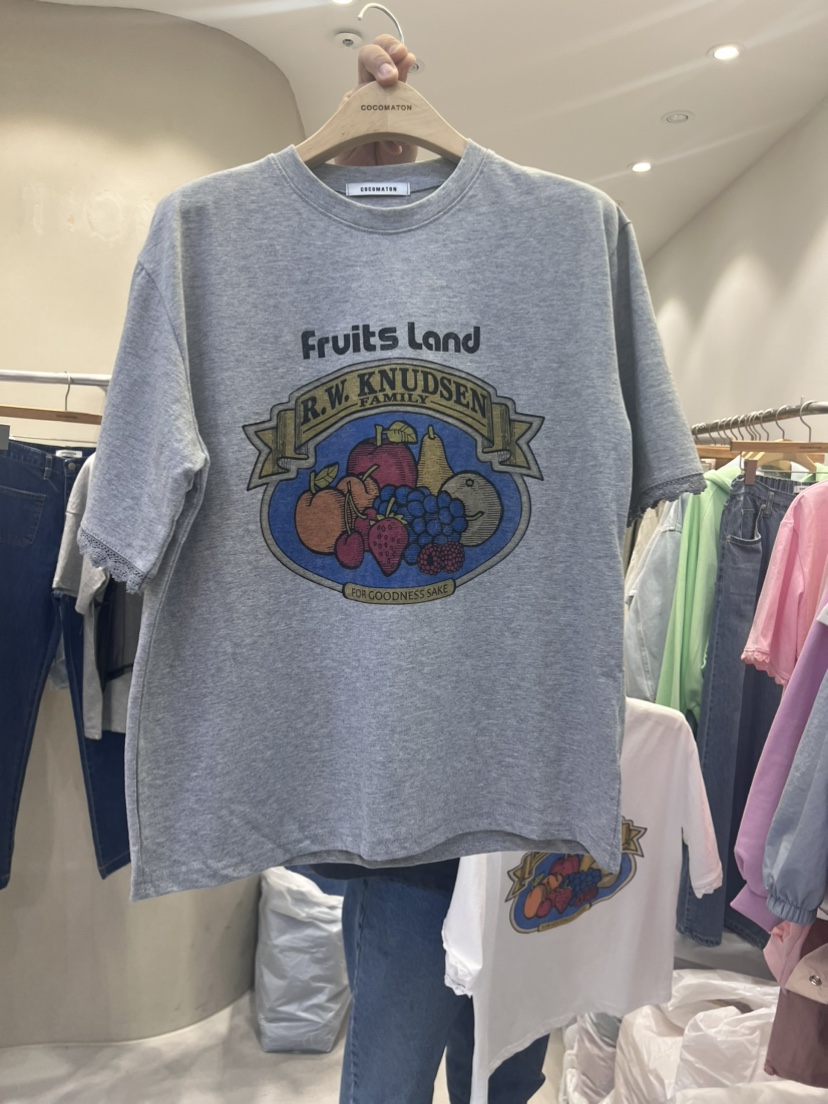 COCOMATON
COCOMATON
Fruits Land
R.W. KNUDSEN
FAMILY
FOR GOODNESS SAKE